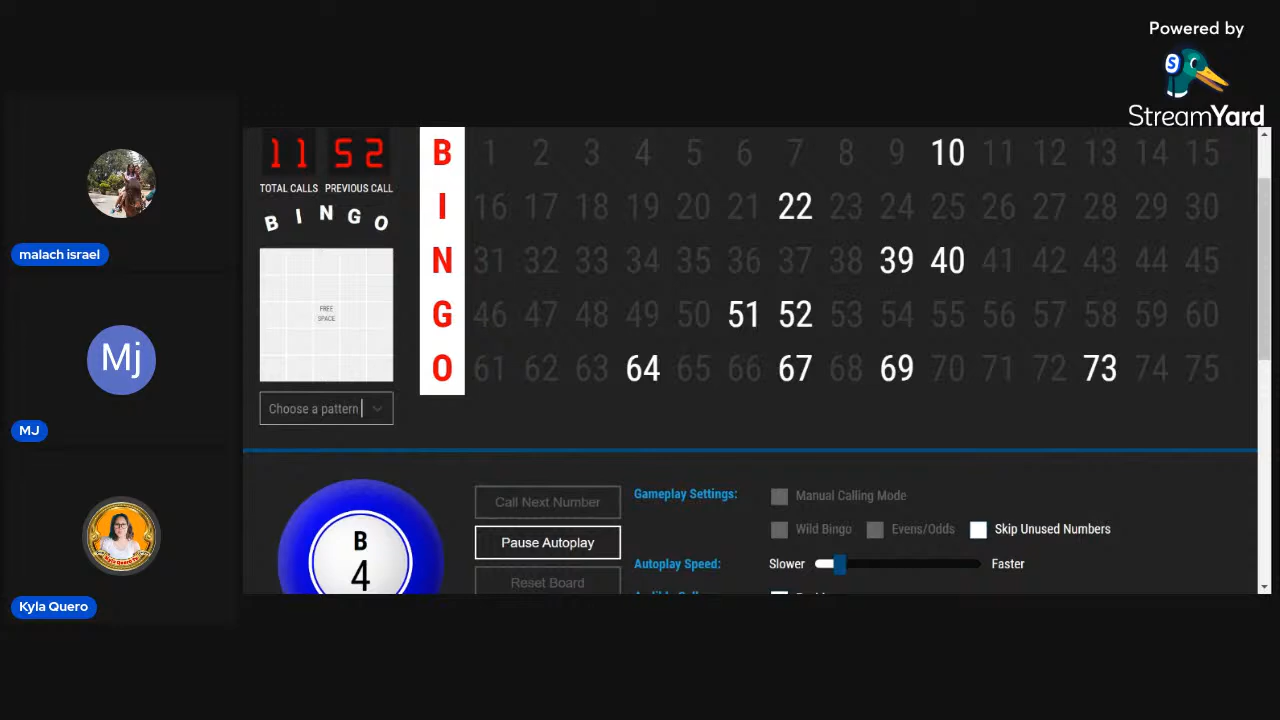 Powered by
S
StreamYard
malach israel
Mj
MJ
Kyla Quero
11 52
TOTAL CALLS PREVIOUS CALL
BINGO
FREE
SPACE
Choose a pattern
B 1 2 3 4 5 6 7 8 9 10 11 12 13 14 15
I 16 17 18 19 20 21 22 23 24 25 26 27 28 29 30
N 31 32 33 34 35 36 37 38 39 40 41 42 43 44 45
G 46 47 48 49 50 51 52 53 54 55 56 57 58 59 60
O 61 62 63 64 65 66 67 68 69 70 71 72 73 74 75
B
4
Call Next Number
Pause Autoplay
Reset Board
Gameplay Settings:
Manual Calling Mode
Wild Bingo Evens/Odds Skip Unused Numbers
Autoplay Speed:
Slower Faster